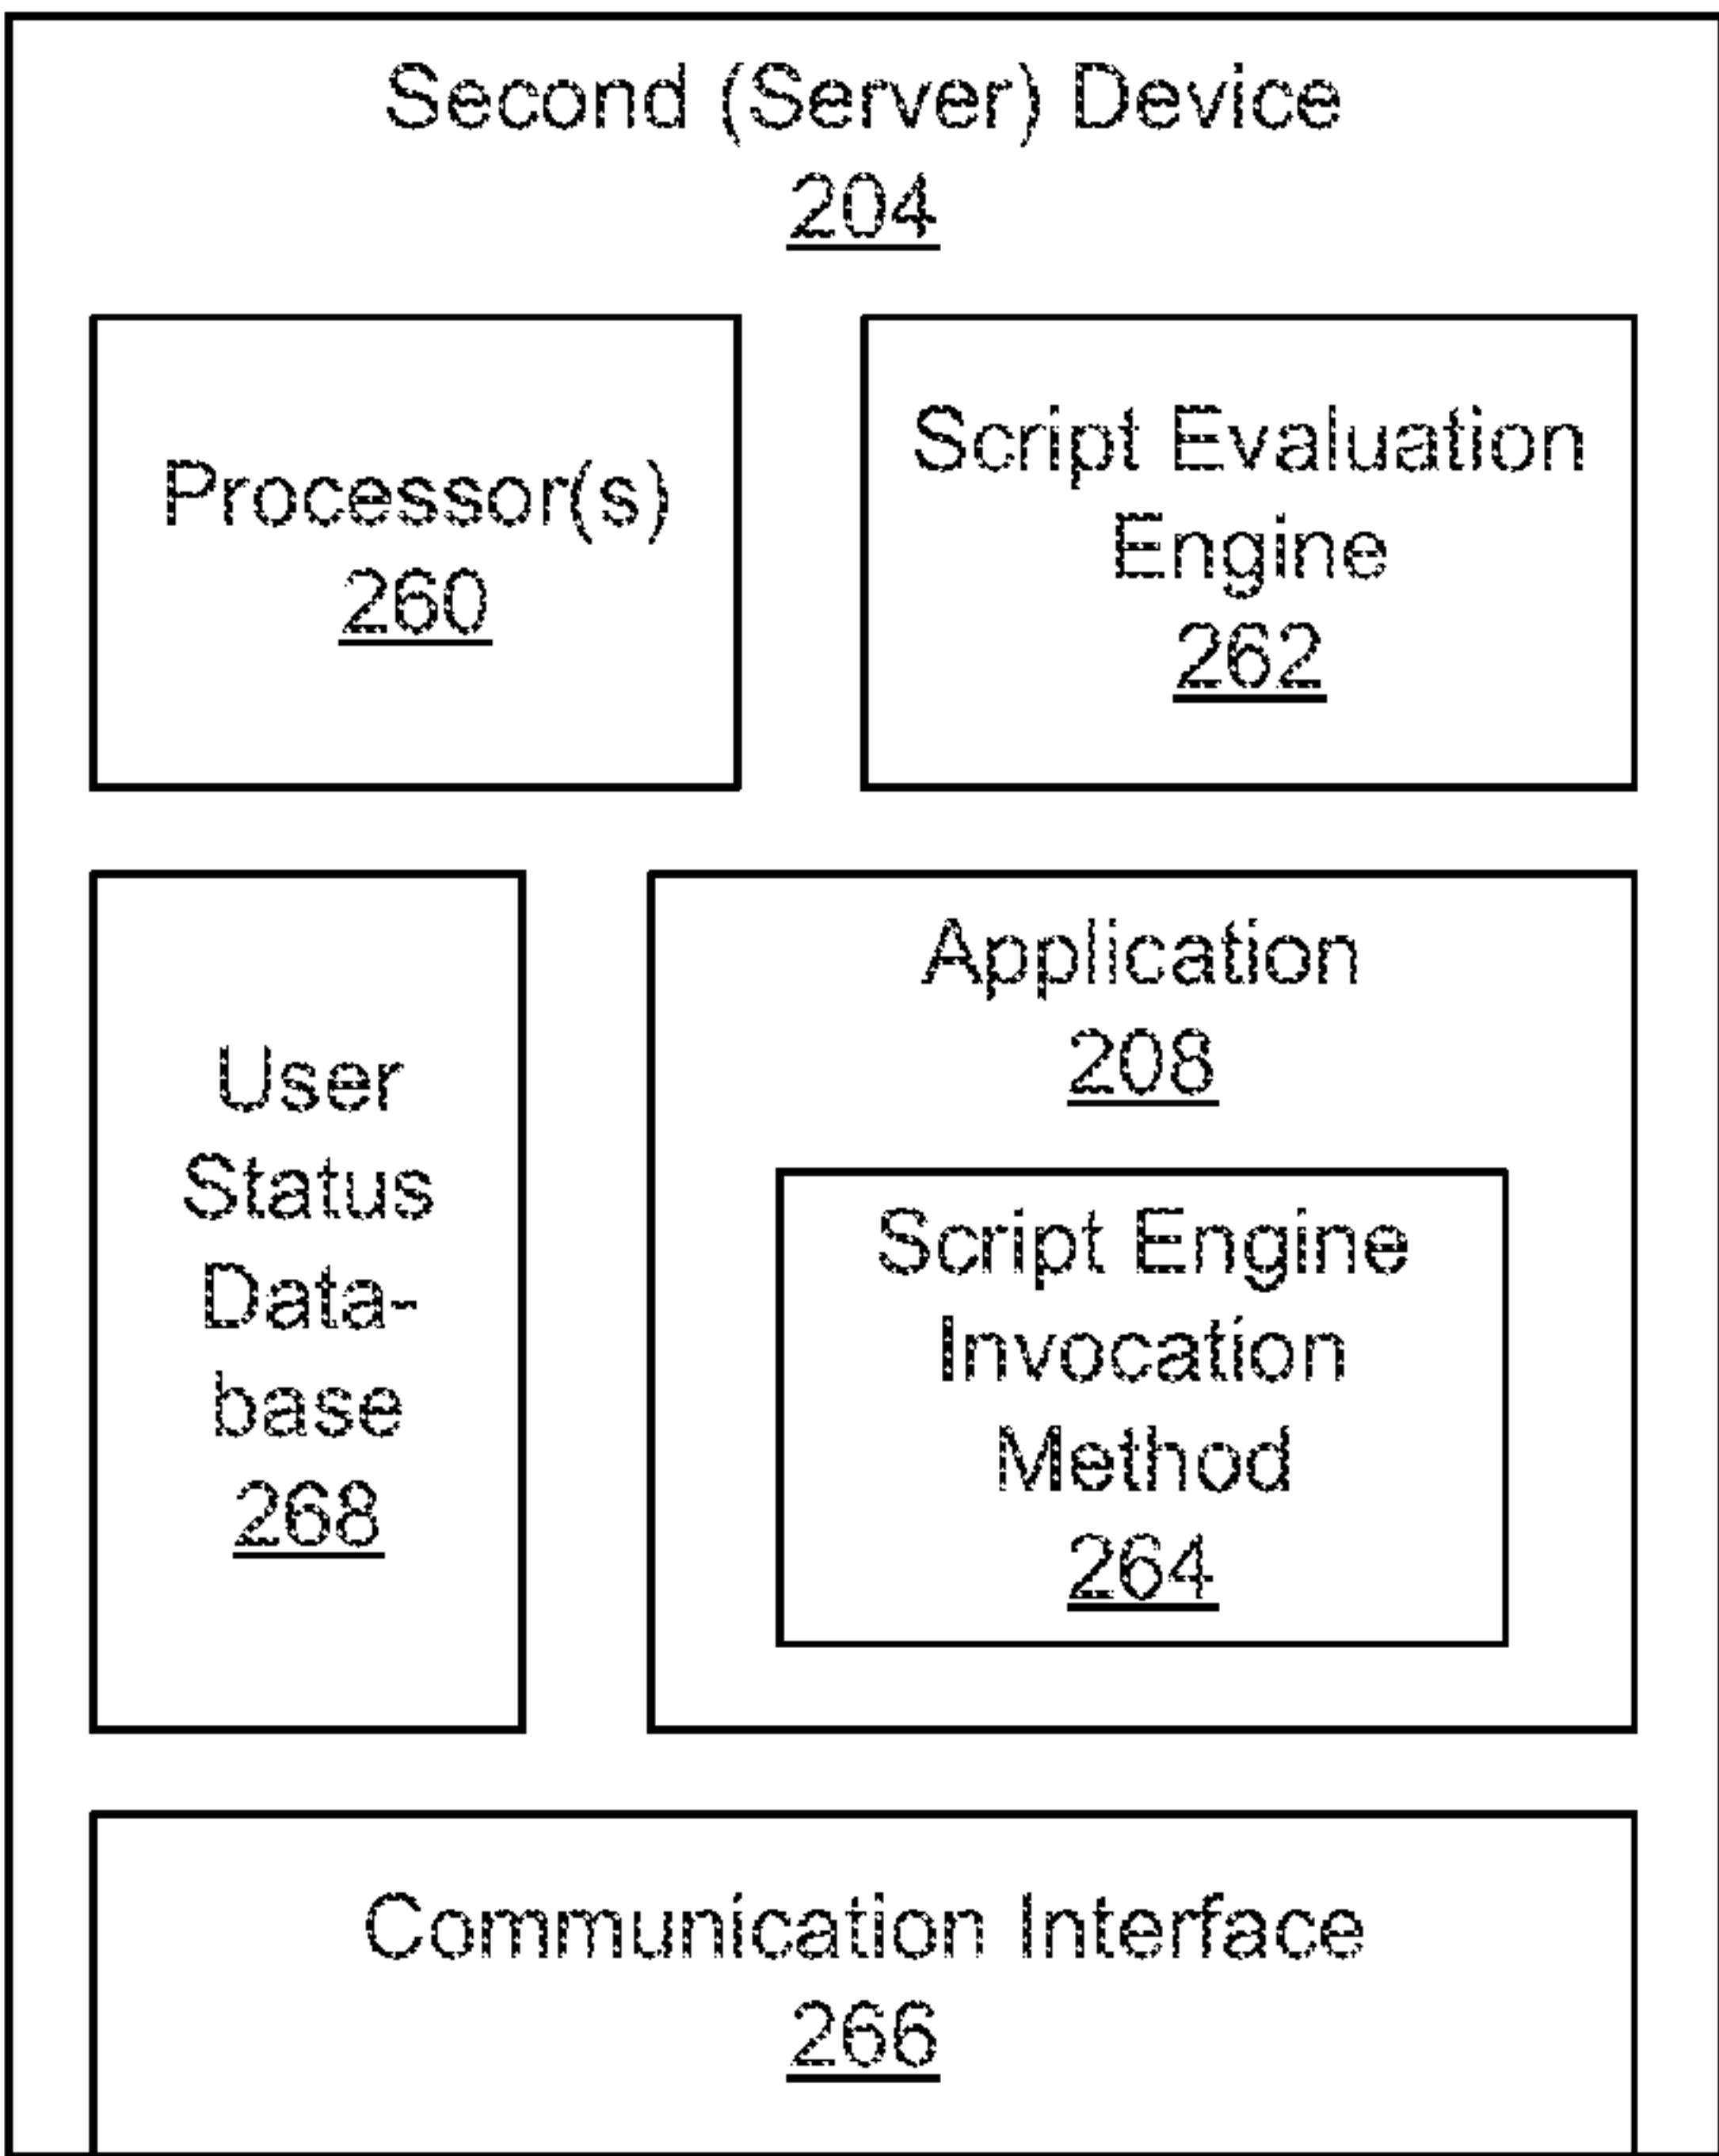 Second (Server) Device
204
Processor(s)
260
Script Evaluation
Engine
262
User
Status
Data-
base
268
Application
208
Script Engine
Invocation
Method
264
Communication Interface
266